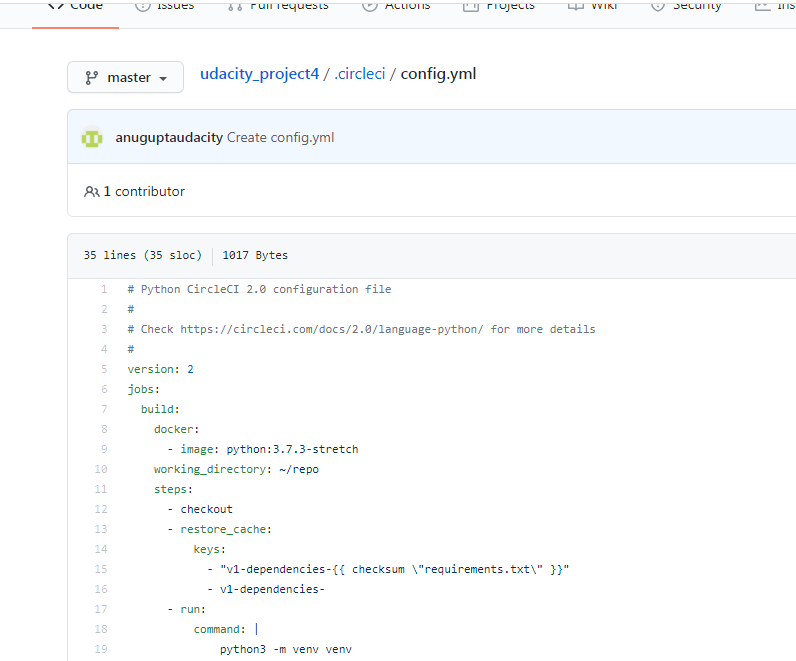 Code Issues Pull requests Actions Projects Wiki Security Ins
master udacity_project4 / .circleci / config.yml
anuguptaudacity Create config.yml
1 contributor
35 lines (35 sloc) 1017 Bytes
1 # Python CircleCI 2.0 configuration file
2 #
3 # Check https://circleci.com/docs/2.0/language-python/ for more details
4 #
5 version: 2
6 jobs:
7 build:
8 docker:
9 - image: python:3.7.3-stretch
10 working_directory: ~/repo
11 steps:
12 - checkout
13 - restore_cache:
14 keys:
15 - "v1-dependencies-{{ checksum \"requirements.txt\" }}"
16 - v1-dependencies-
17 - run:
18 command: |
19 python3 -m venv venv